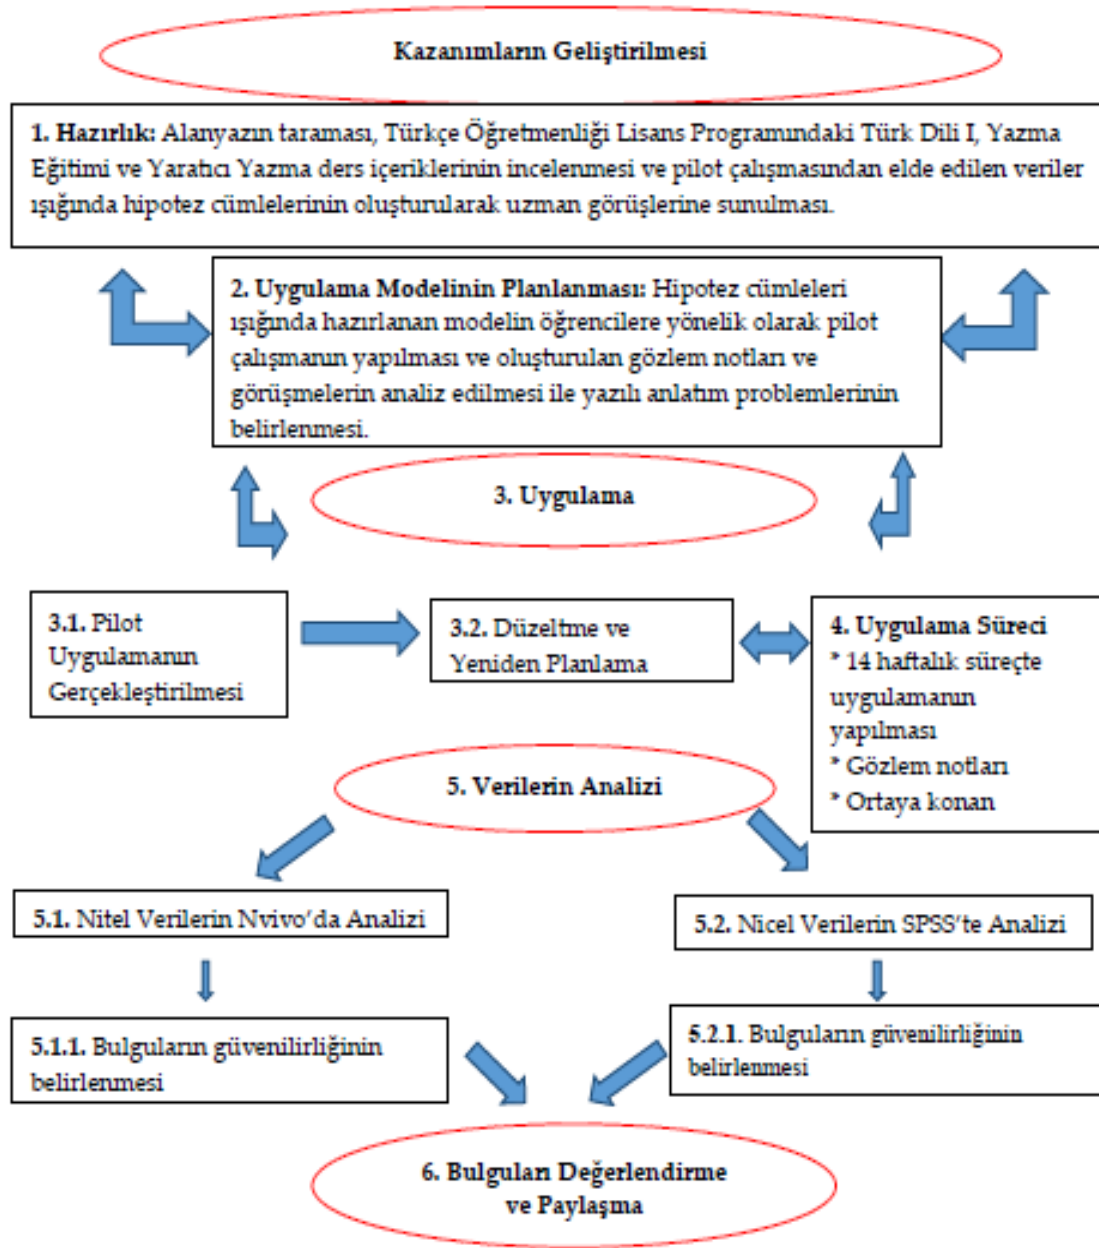 Kazanımların Geliştirilmesi
1. Hazırlık: Alanyazın taraması, Türkçe Öğretmenliği Lisans Programındaki Türk Dili I, Yazma
Eğitimi ve Yaratıcı Yazma ders içeriklerinin incelenmesi ve pilot çalışmasından elde edilen veriler
ışığında hipotez cümlelerinin oluşturularak uzman görüşlerine sunulması.
2. Uygulama Modelinin Planlanması: Hipotez cümleleri
ışığında hazırlanan modelin öğrencilere yönelik olarak pilot
çalışmanın yapılması ve oluşturulan gözlem notları ve
görüşmelerin analiz edilmesi ile yazılı anlatım problemlerinin
belirlenmesi.
3. Uygulama
3.1. Pilot
Uygulamanın
Gerçekleştirilmesi
3.2. Düzeltme ve
Yeniden Planlama
4. Uygulama Süreci
* 14 haftalık süreçte
uygulamanın
yapılması
* Gözlem notları
* Ortaya konan
5. Verilerin Analizi
5.1. Nitel Verilerin Nvivo'da Analizi
5.2. Nicel Verilerin SPSS'te Analizi
5.1.1. Bulguların güvenilirliğinin
belirlenmesi
5.2.1. Bulguların güvenilirliğinin
belirlenmesi
6. Bulguları Değerlendirme
ve Paylaşma